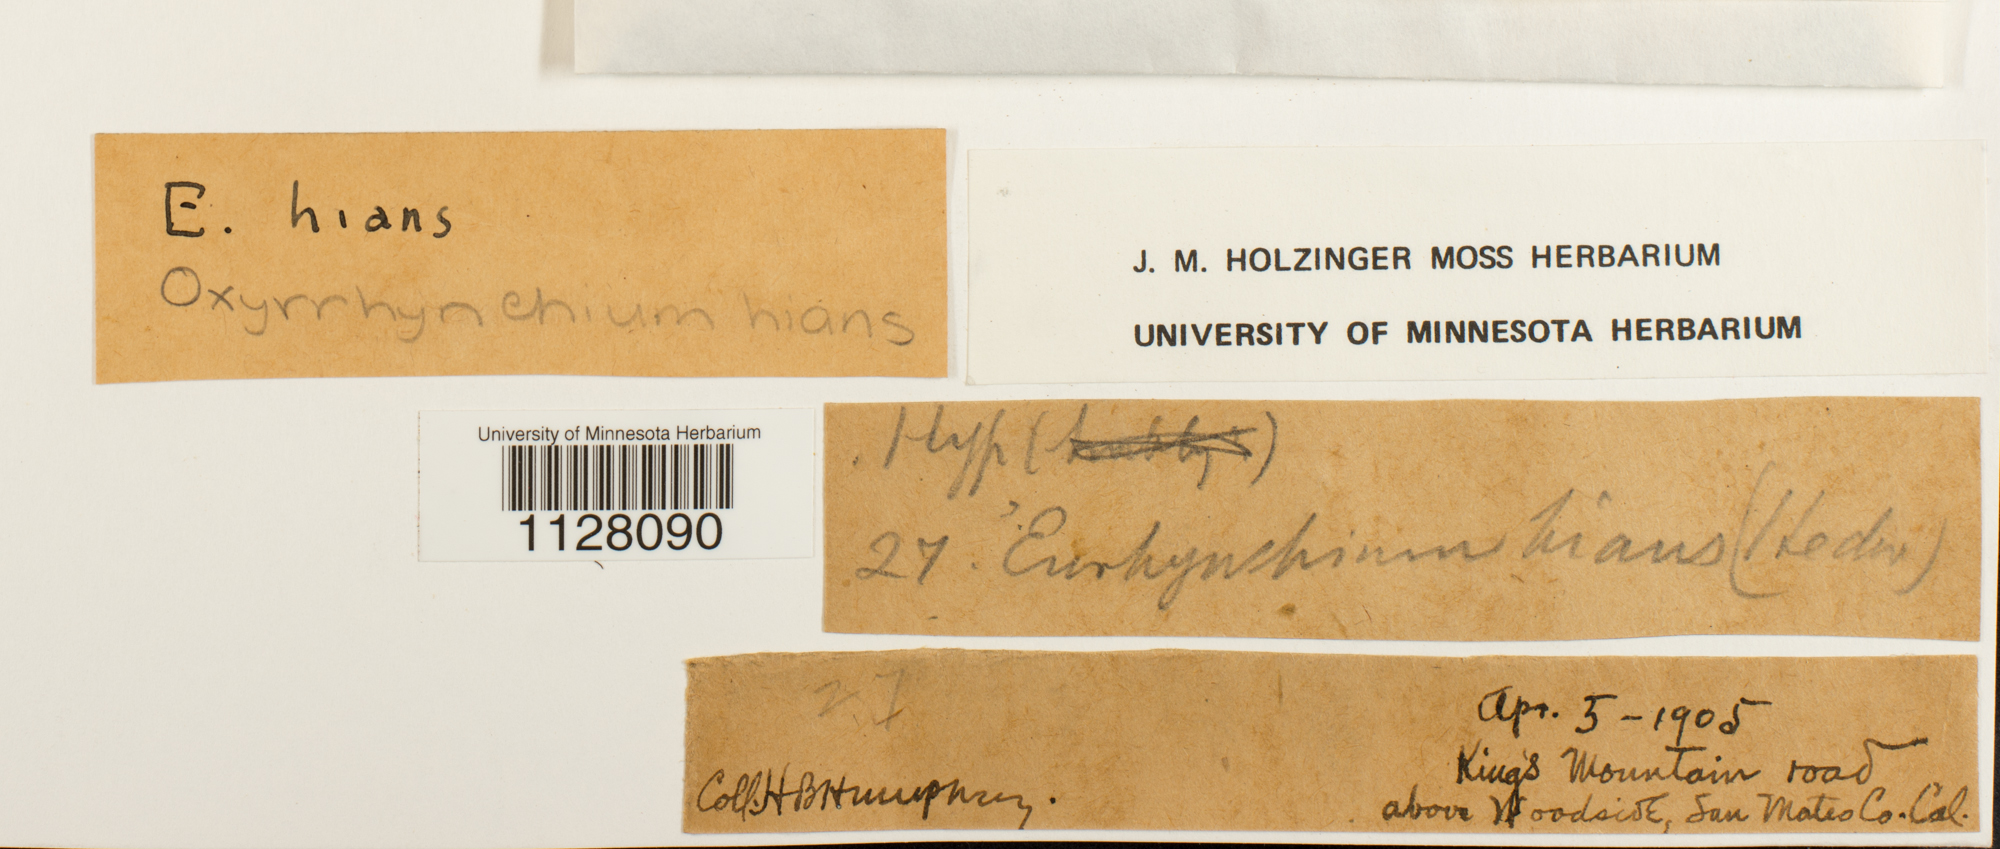 E. hians
Oxyrrhynchium hians
J. M. HOLZINGER MOSS HERBARIUM
UNIVERSITY OF MINNESOTA HERBARIUM
University of Minnesota Herbarium
1128090
Hyp ( )
27. Eurhynchium hians (Hedw)
27
Coll. H B Humphrey.
Apr. 5-1905
King's Mountain road
above Woodside, San Mateo Co. Cal.